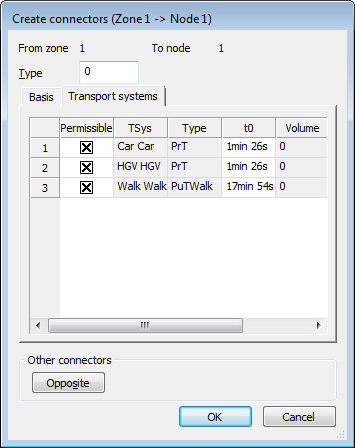 Create connectors (Zone 1 -> Node 1)
From zone 1 To node 1
Type 0
Basis Transport systems
Permissible TSys Type t0 Volume
1 Car Car PrT 1min 26s 0
2 HGV HGV PrT 1min 26s 0
3 Walk Walk PuTWalk 17min 54s 0
Other connectors
Opposite
OK Cancel